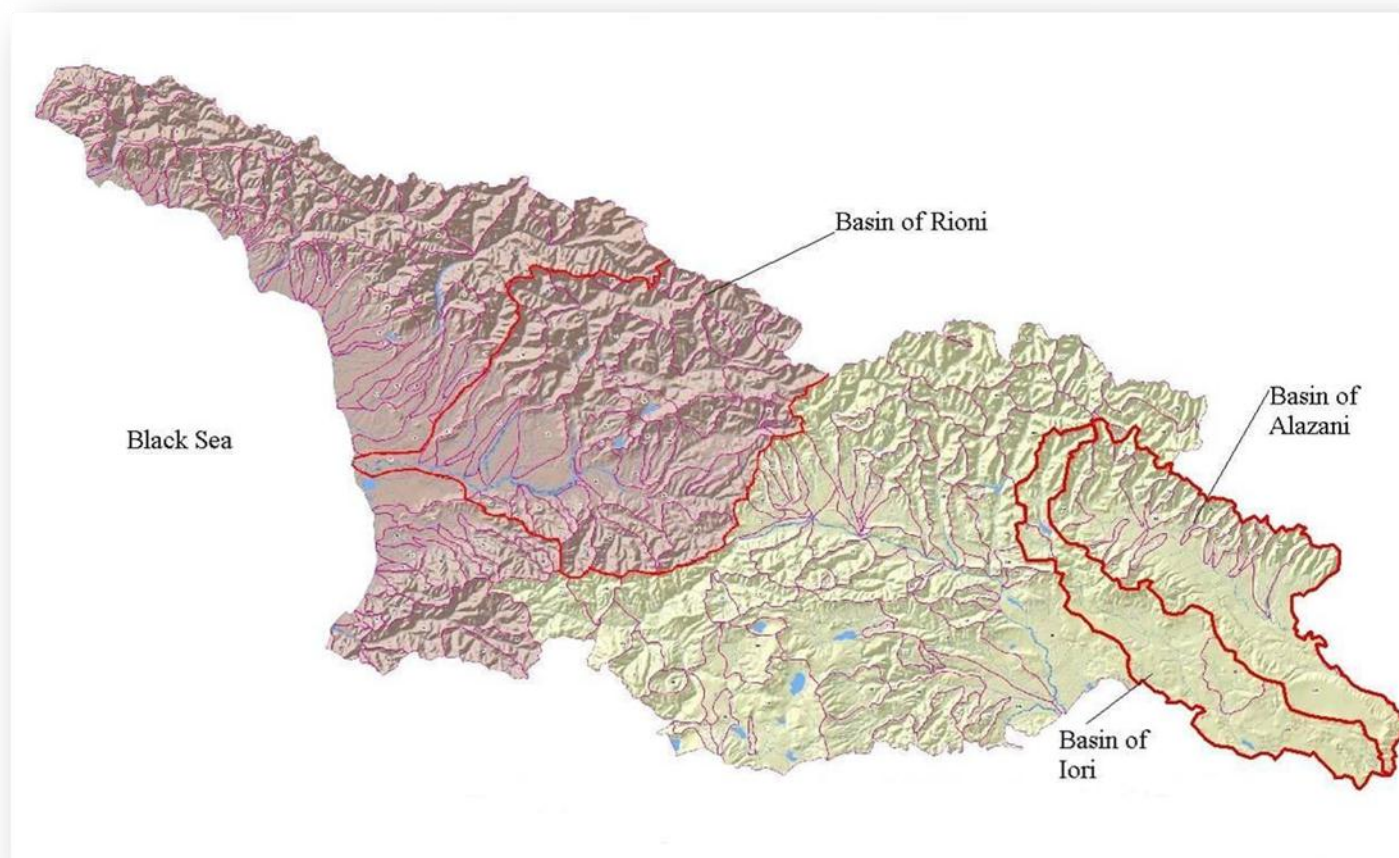 Basin of Rioni
Basin of
Alazani
Black Sea
Basin of
Iori